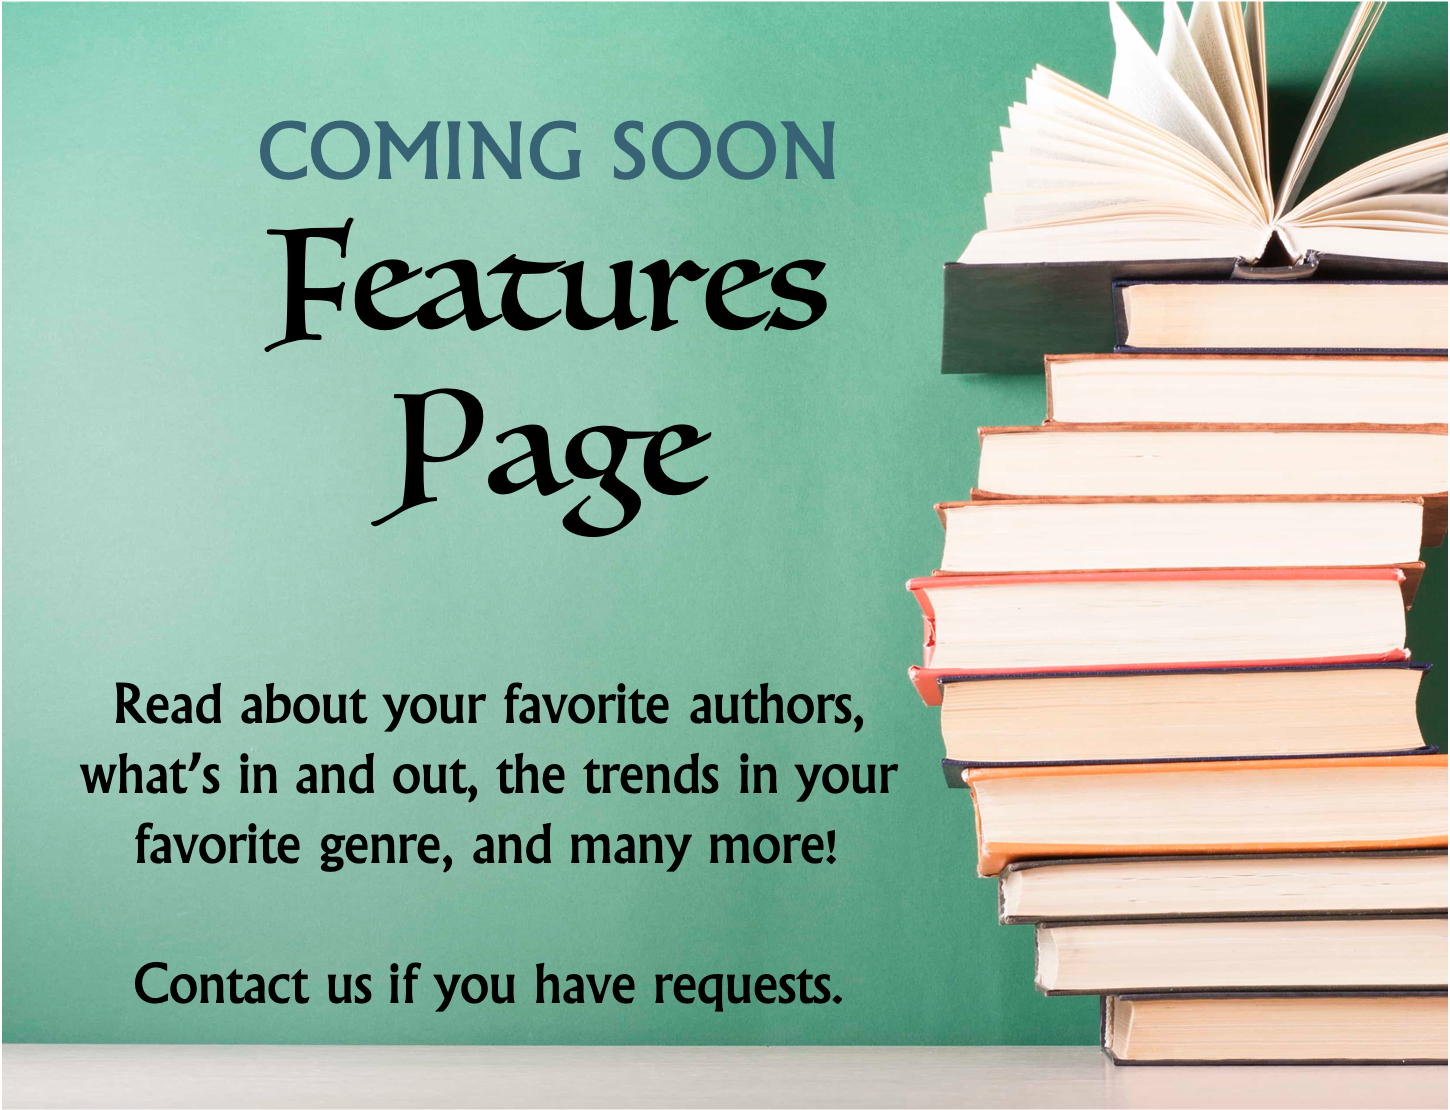 COMING SOON
Features
Page
Read about your favorite authors,
what’s in and out, the trends in your
favorite genre, and many more!
Contact us if you have requests.